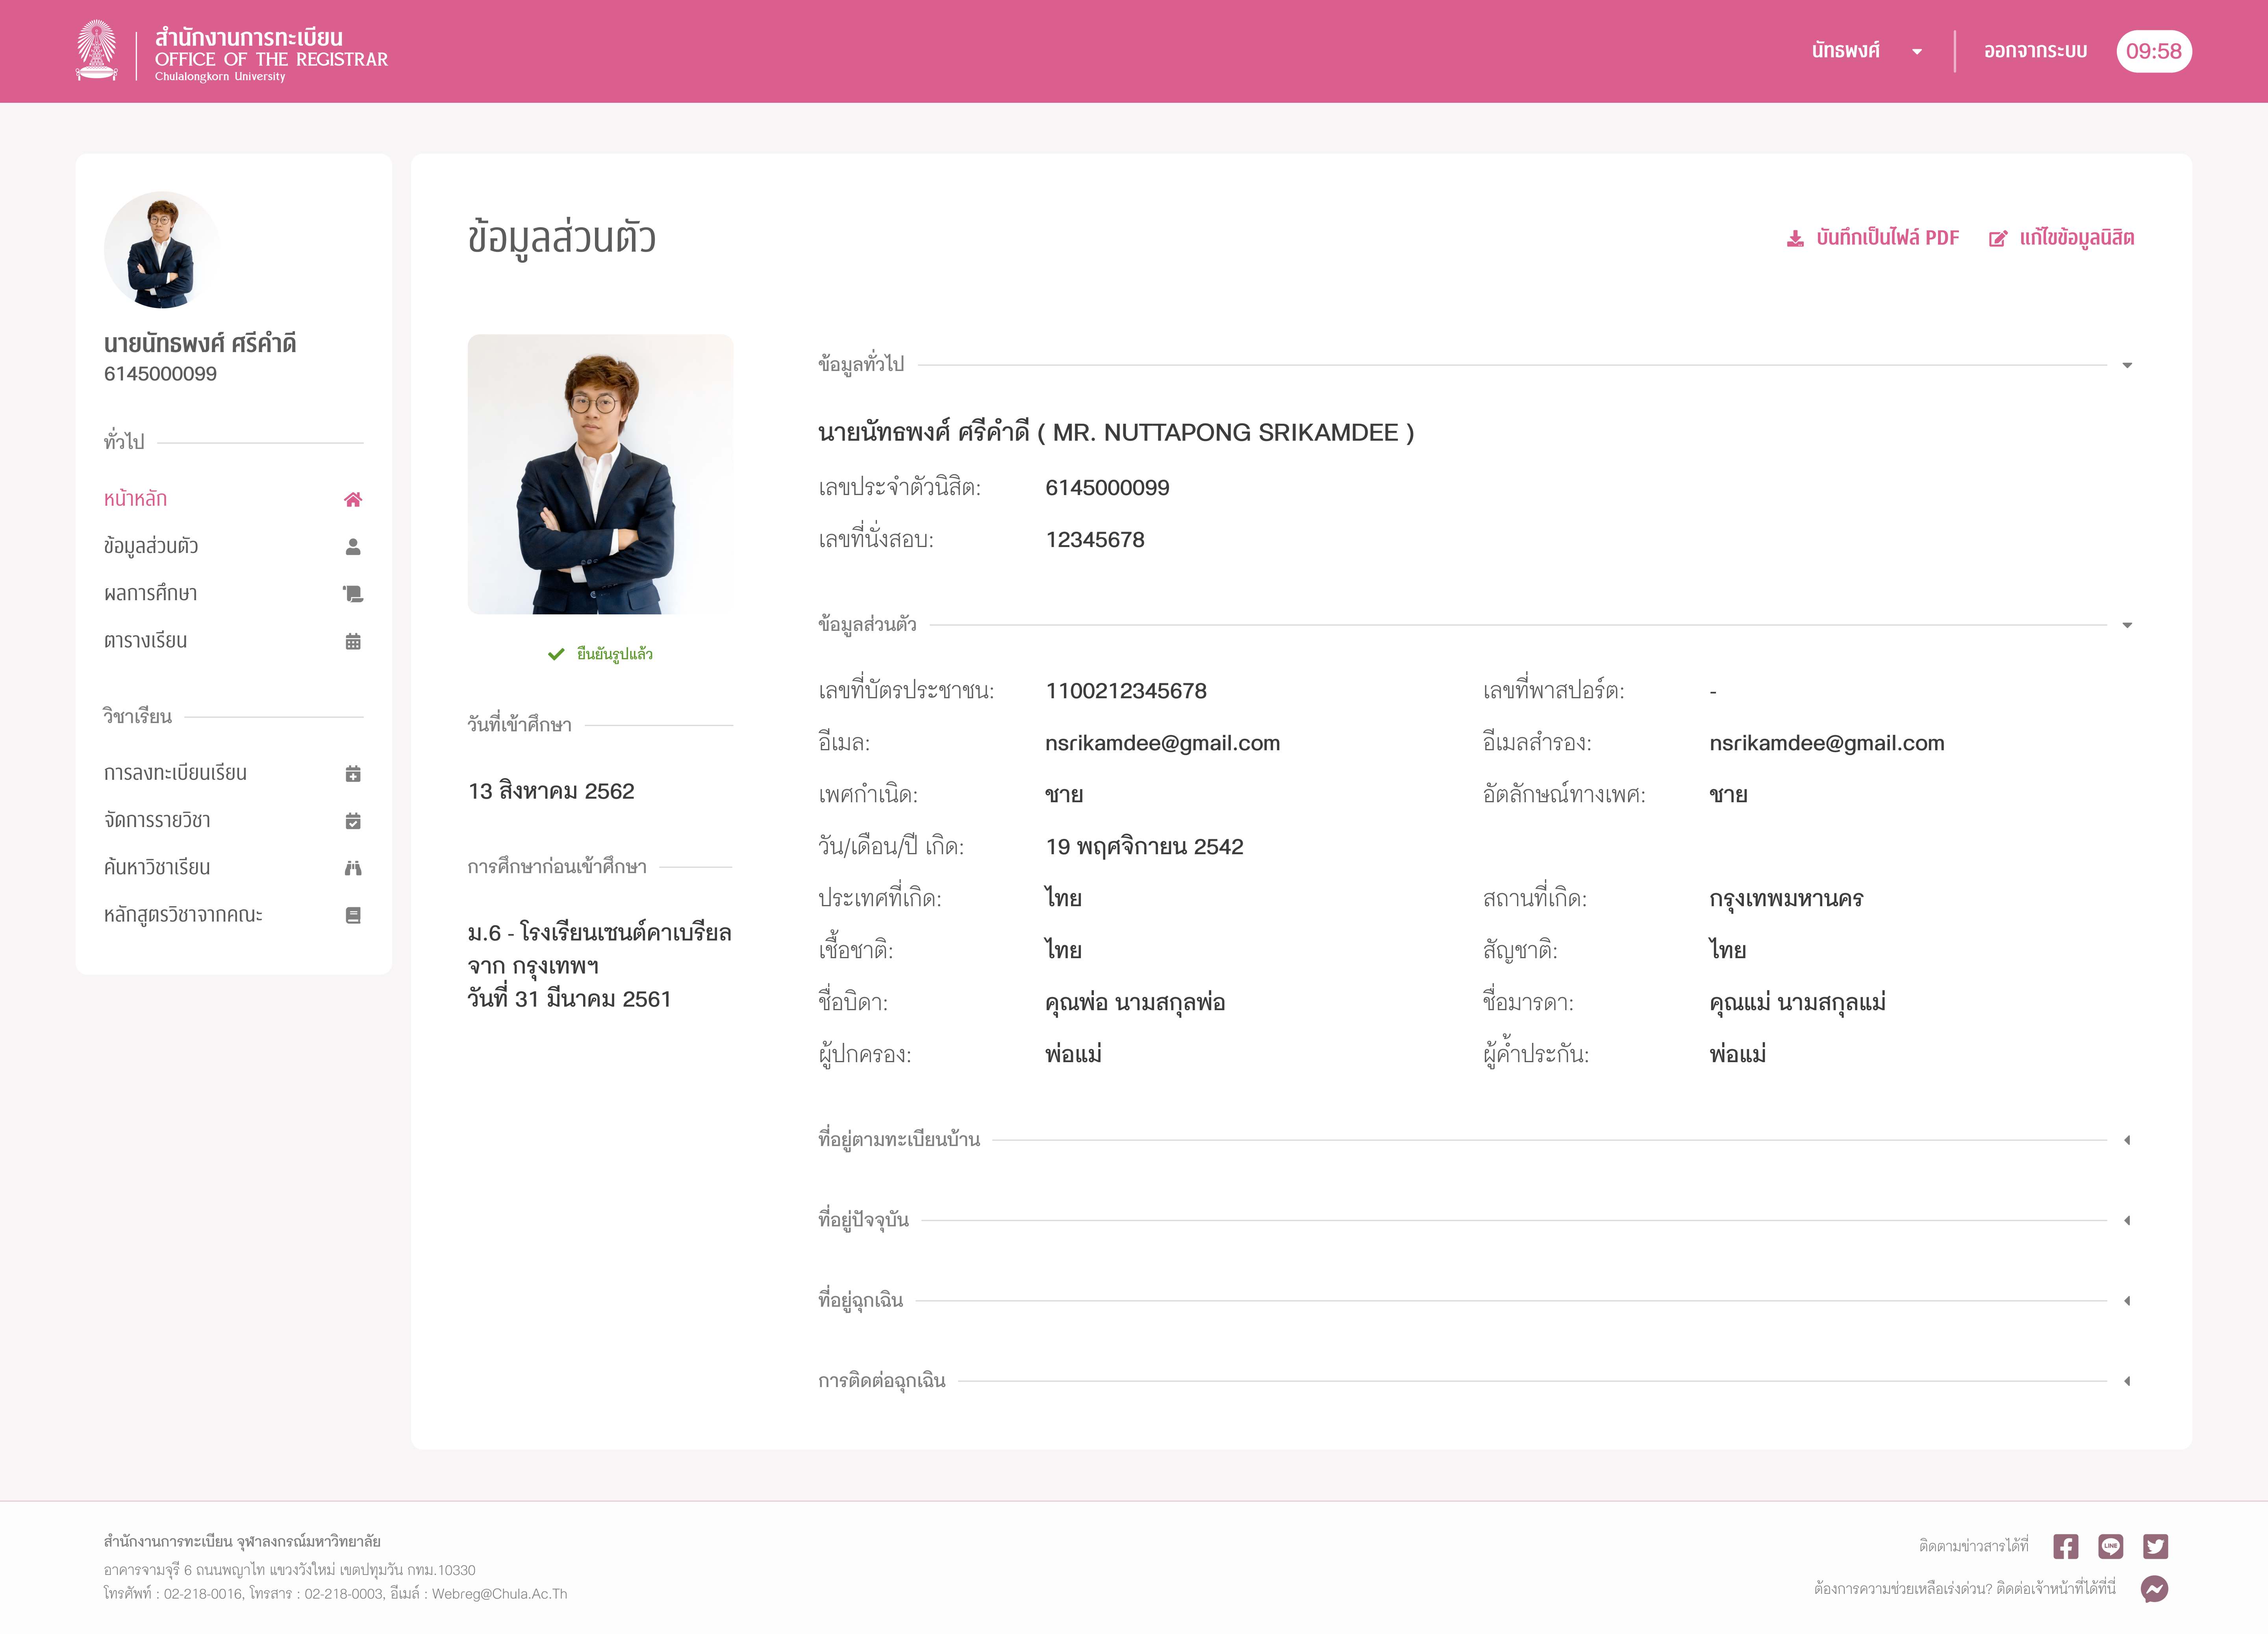 สำนักงานการทะเบียน
OFFICE OF THE REGISTRAR
Chulalongkorn University
นัทธพงศ์
ออกจากระบบ
09:58
นายนัทธพงศ์ ศรีคำดี
6145000099
ทั่วไป
หน้าหลัก
ข้อมูลส่วนตัว
ผลการศึกษา
ตารางเรียน
วิชาเรียน
การลงทะเบียนเรียน
จัดการรายวิชา
ค้นหาวิชาเรียน
หลักสูตรวิชาจากคณะ
ข้อมูลส่วนตัว
บันทึกเป็นไฟล์ PDF
แก้ไขข้อมูลนิสิต
ยืนยันรูปแล้ว
วันที่เข้าศึกษา
13 สิงหาคม 2562
การศึกษาก่อนเข้าศึกษา
ม.6 - โรงเรียนเซนต์คาเบรียล
จาก กรุงเทพฯ
วันที่ 31 มีนาคม 2561
ข้อมูลทั่วไป
นายนัทธพงศ์ ศรีคำดี ( MR. NUTTAPONG SRIKAMDEE )
เลขประจำตัวนิสิต: 6145000099
เลขที่นั่งสอบ: 12345678
ข้อมูลส่วนตัว
เลขที่บัตรประชาชน: 1100212345678 เลขที่พาสปอร์ต: -
อีเมล: nsrikamdee@gmail.com อีเมลสำรอง: nsrikamdee@gmail.com
เพศกำเนิด: ชาย อัตลักษณ์ทางเพศ: ชาย
วัน/เดือน/ปี เกิด: 19 พฤศจิกายน 2542
ประเทศที่เกิด: ไทย สถานที่เกิด: กรุงเทพมหานคร
เชื้อชาติ: ไทย สัญชาติ: ไทย
ชื่อบิดา: คุณพ่อ นามสกุลพ่อ ชื่อมารดา: คุณแม่ นามสกุลแม่
ผู้ปกครอง: พ่อแม่ ผู้ค้ำประกัน: พ่อแม่
ที่อยู่ตามทะเบียนบ้าน
ที่อยู่ปัจจุบัน
ที่อยู่ฉุกเฉิน
การติดต่อฉุกเฉิน
สำนักงานการทะเบียน จุฬาลงกรณ์มหาวิทยาลัย
อาคารจามจุรี 6 ถนนพญาไท แขวงวังใหม่ เขตปทุมวัน กทม.10330
โทรศัพท์ : 02-218-0016, โทรสาร : 02-218-0003, อีเมล์ : Webreg@Chula.Ac.Th
ติดตามข่าวสารได้ที่
LINE
ต้องการความช่วยเหลือเร่งด่วน? ติดต่อเจ้าหน้าที่ได้ที่นี่